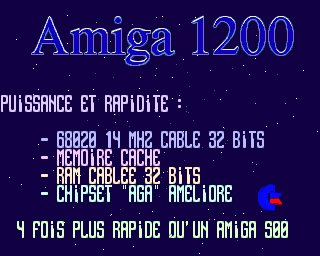 Amiga 1200
PUISSANCE ET RAPIDITE :
- 68020 14 MHZ CABLE 32 BITS
- MEMOIRE CACHE
- RAM CABLEE 32 BITS
- CHIPSET "AGA" AMELIORE
4 FOIS PLUS RAPIDE QU'UN AMIGA 500